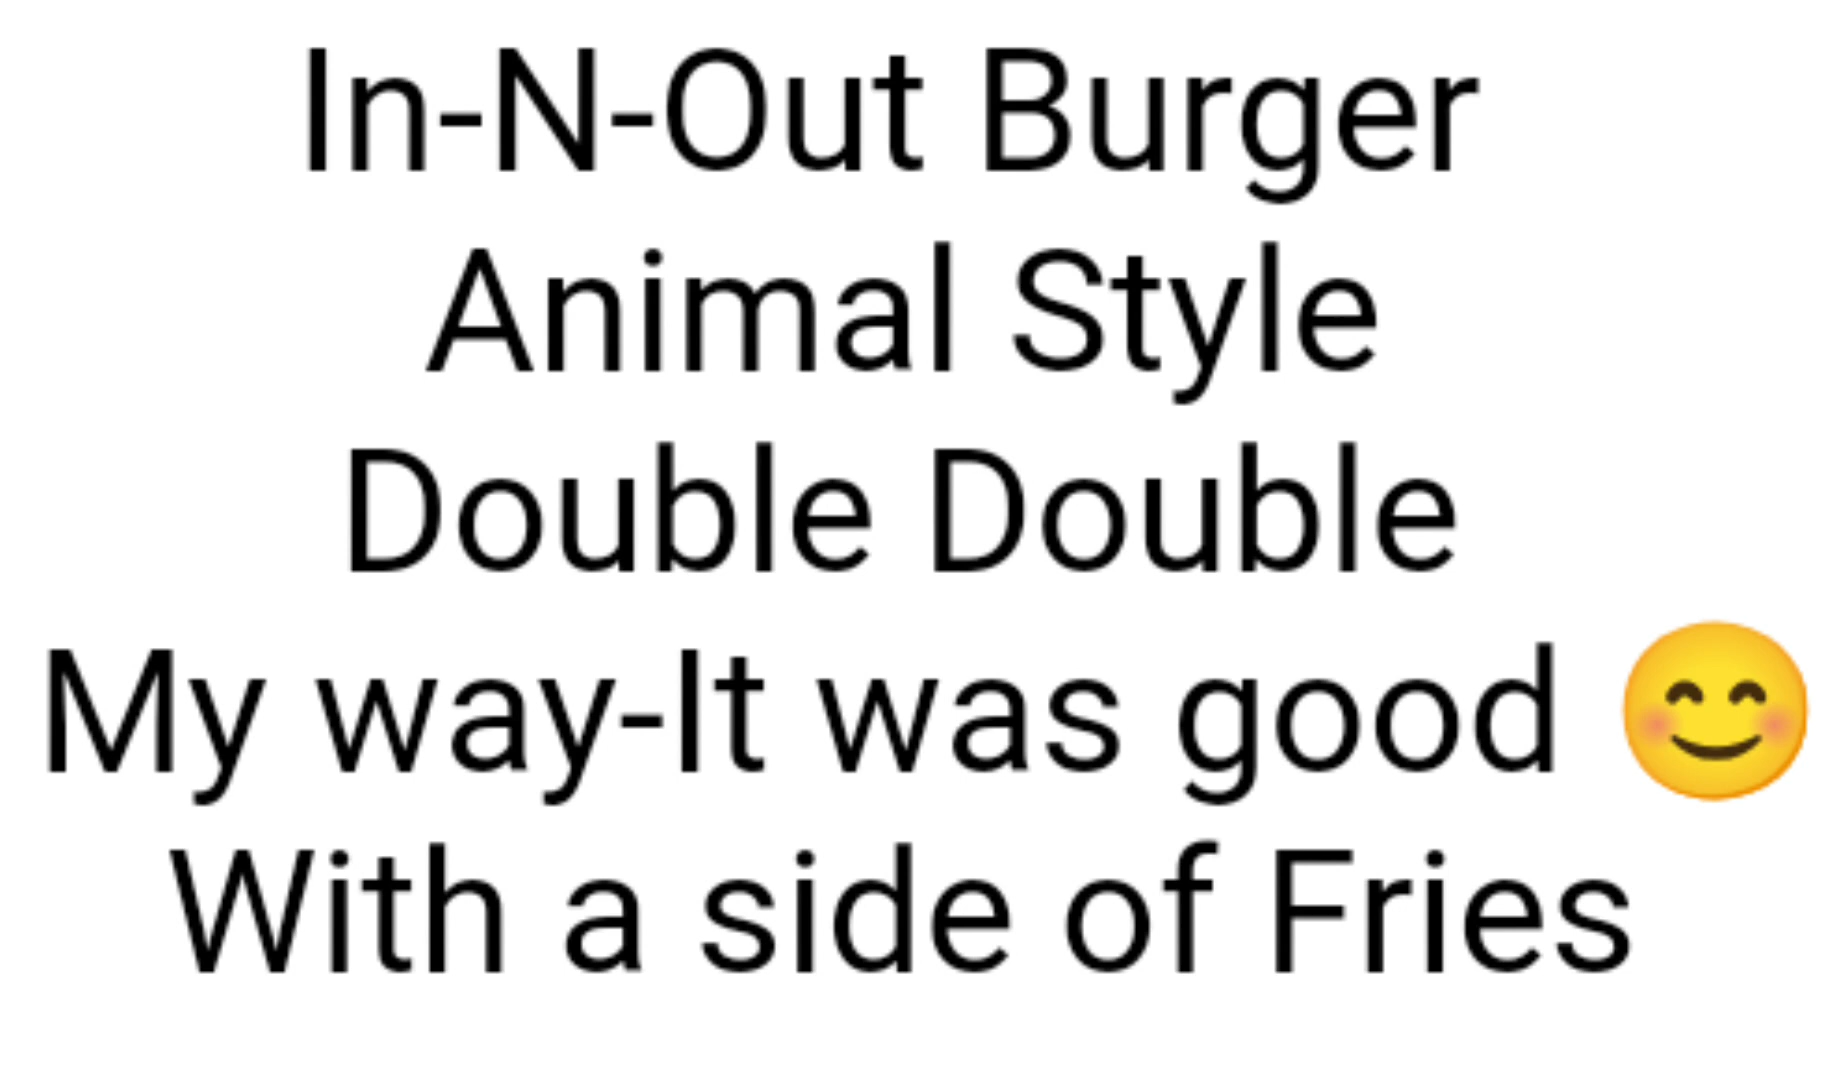 In-N-Out Burger
Animal Style
Double Double
My way-It was good 😊
With a side of Fries